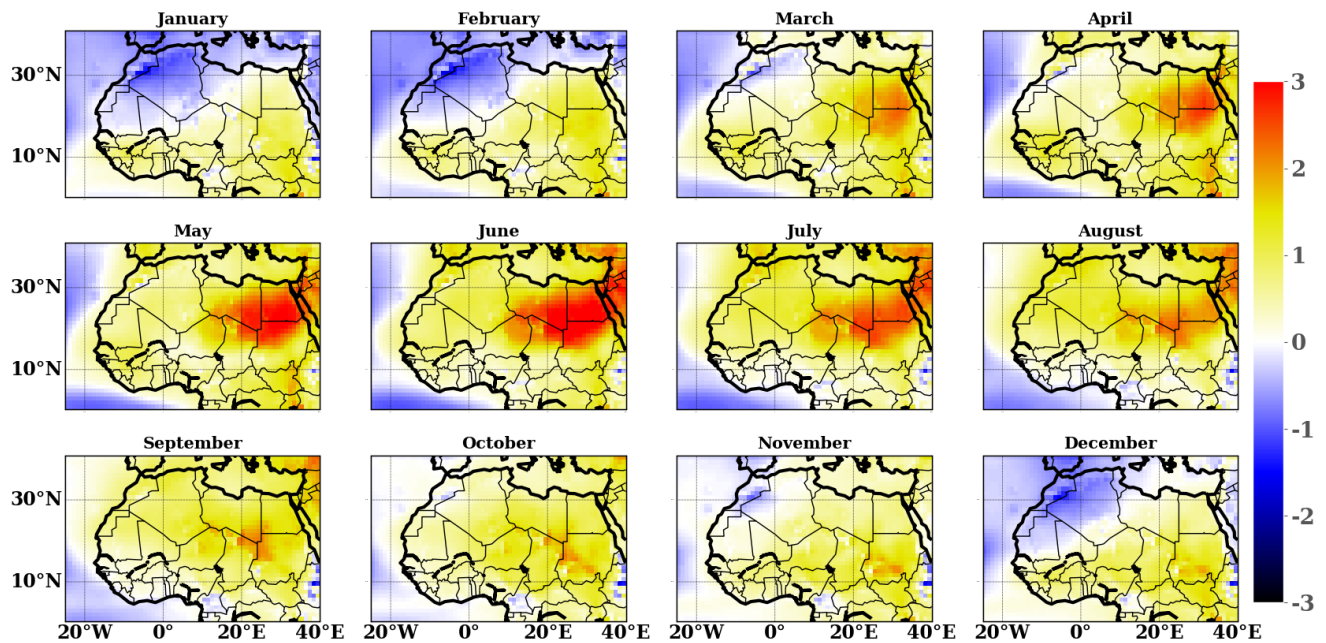 January February March April
30°N
10°N
May June July August
30°N
10°N
September October November December
30°N
10°N
20°W 0° 20°E 40°E 20°W 0° 20°E 40°E 20°W 0° 20°E 40°E 20°W 0° 20°E 40°E
3
2
1
0
-1
-2
-3